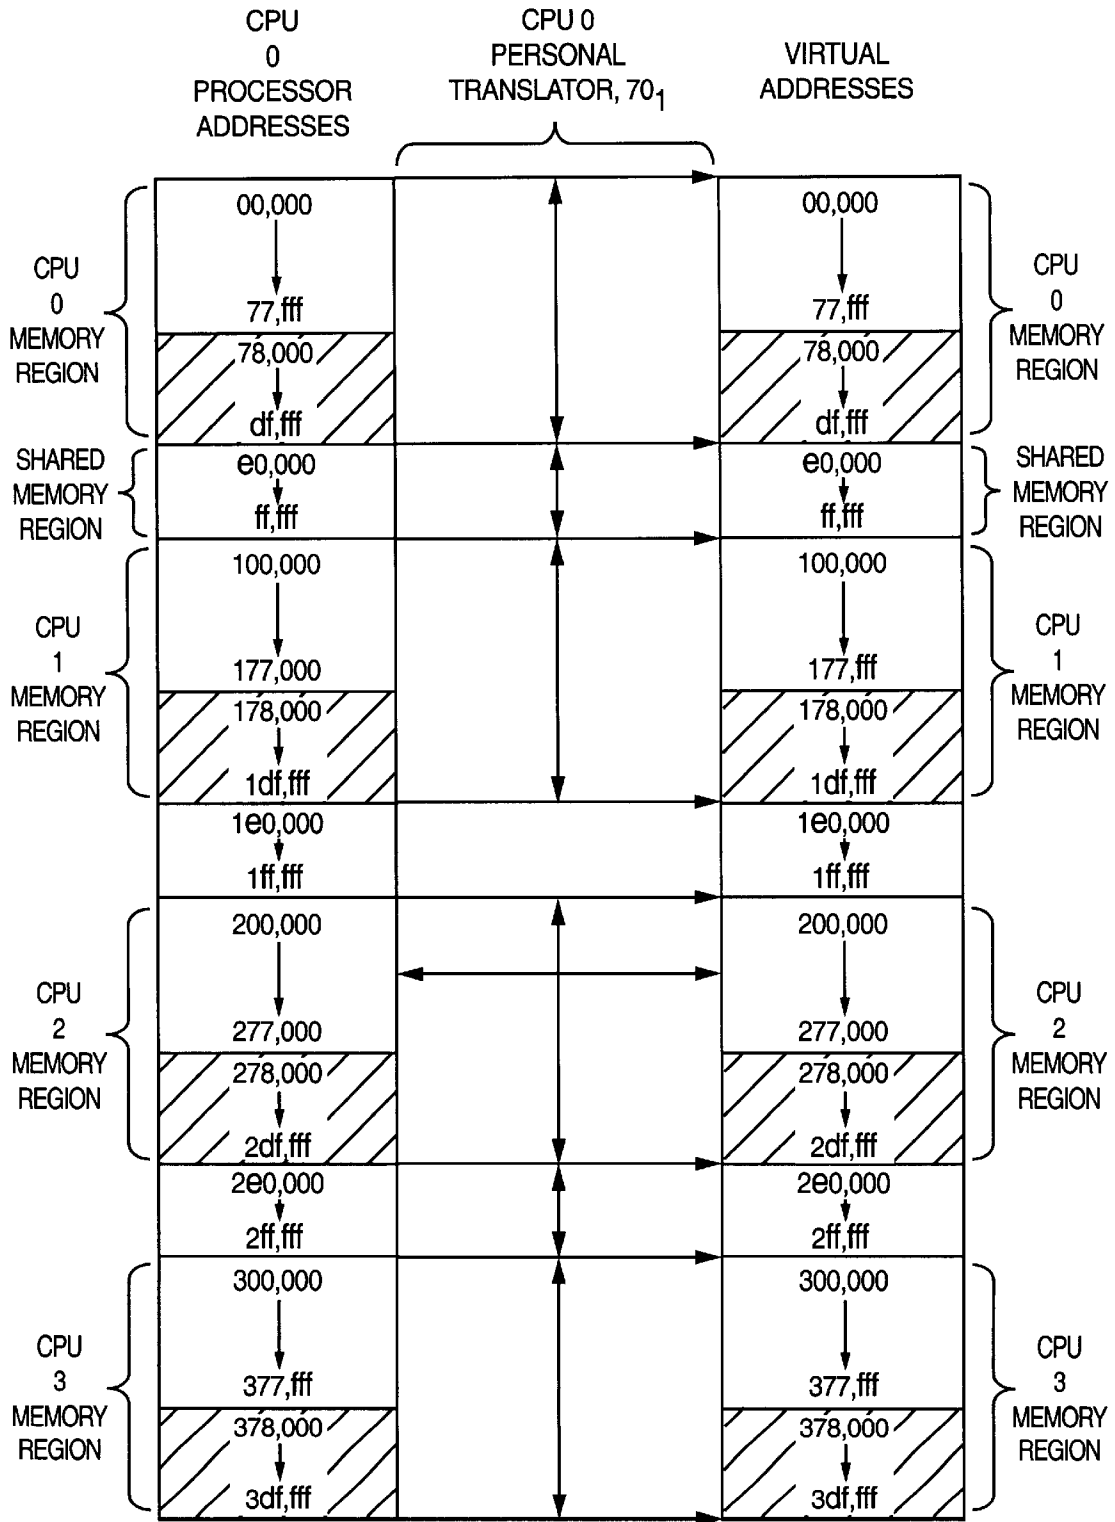 CPU
0
PROCESSOR
ADDRESSES
CPU 0
PERSONAL
TRANSLATOR, 70₁
VIRTUAL
ADDRESSES
CPU
0
MEMORY
REGION
00,000
77,fff
78,000
df,fff
00,000
77,fff
78,000
df,fff
CPU
0
MEMORY
REGION
SHARED
MEMORY
REGION
e0,000
ff,fff
e0,000
ff,fff
SHARED
MEMORY
REGION
CPU
1
MEMORY
REGION
100,000
177,000
178,000
1df,fff
100,000
177,fff
178,000
1df,fff
CPU
1
MEMORY
REGION
1e0,000
1ff,fff
1e0,000
1ff,fff
CPU
2
MEMORY
REGION
200,000
277,000
278,000
2df,fff
200,000
277,000
278,000
2df,fff
CPU
2
MEMORY
REGION
2e0,000
2ff,fff
2e0,000
2ff,fff
CPU
3
MEMORY
REGION
300,000
377,fff
378,000
3df,fff
300,000
377,fff
378,000
3df,fff
CPU
3
MEMORY
REGION